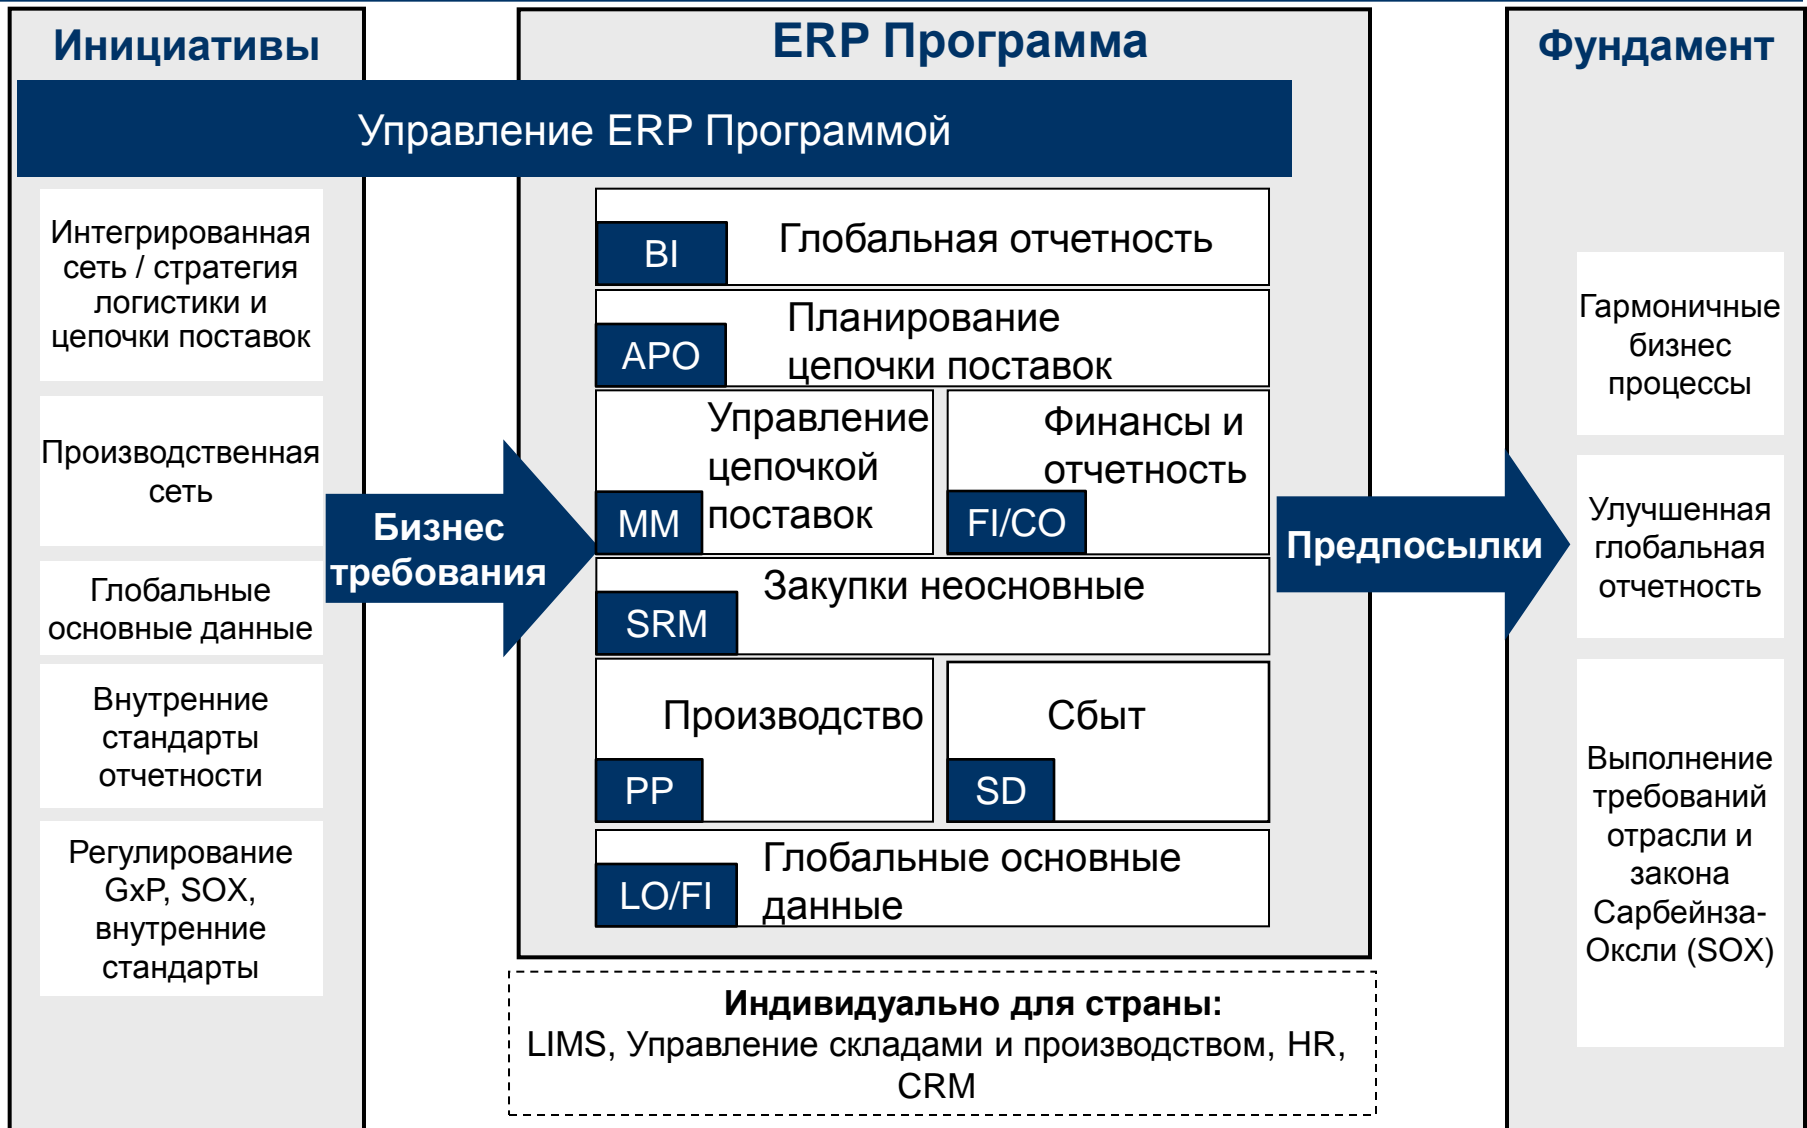 Инициативы
ERP Программа
Фундамент
Управление ERP Программой
Интегрированная
сеть / стратегия
логистики и
цепочки поставок
Производственная
сеть
Глобальные
основные данные
Внутренние
стандарты
отчетности
Регулирование
GxP, SOX,
внутренние
стандарты
Бизнес
требования
BI
Глобальная отчетность
APO
Планирование
цепочки поставок
MM
Управление
цепочкой
поставок
FI/CO
Финансы и
отчетность
SRM
Закупки неосновные
PP
Производство
SD
Сбыт
LO/FI
Глобальные основные
данные
Индивидуально для страны:
LIMS, Управление складами и производством, HR,
CRM
Предпосылки
Гармоничные
бизнес
процессы
Улучшенная
глобальная
отчетность
Выполнение
требований
отрасли и
закона
Сарбейнза-
Оксли (SOX)